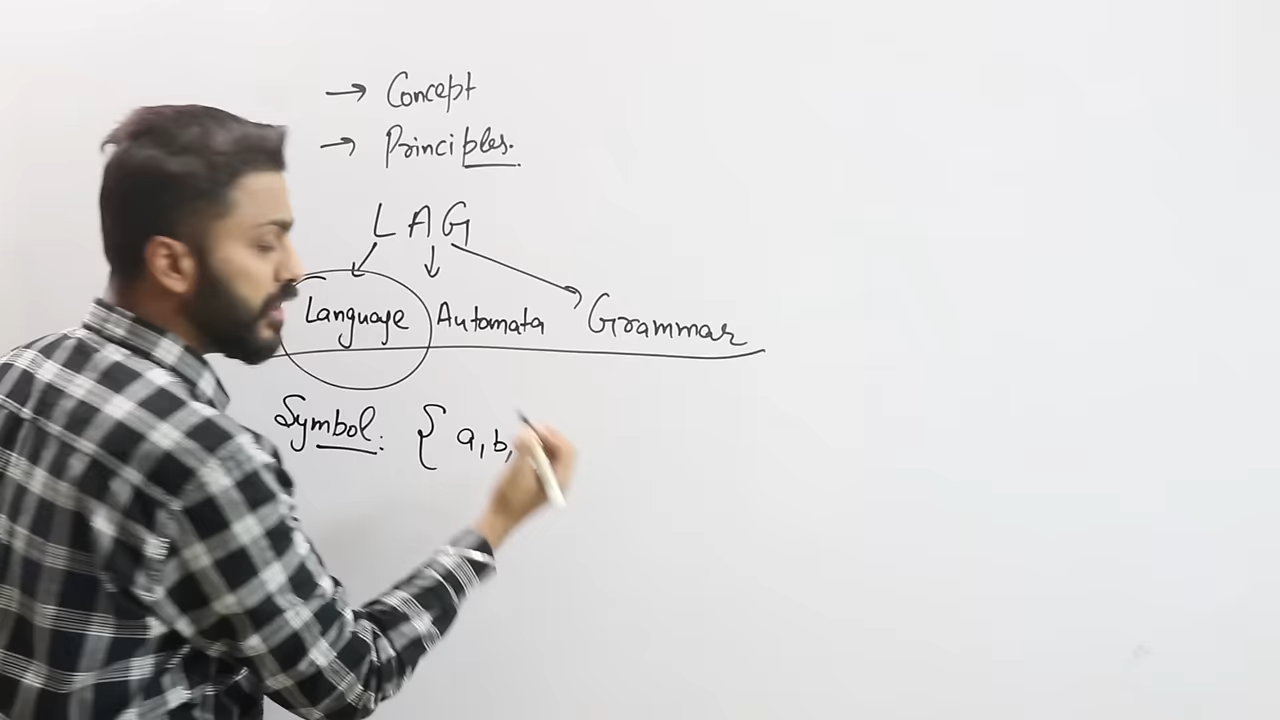 → Concept
→ Principles.
L A G
Language Automata Grammar
Symbol: { a, b,